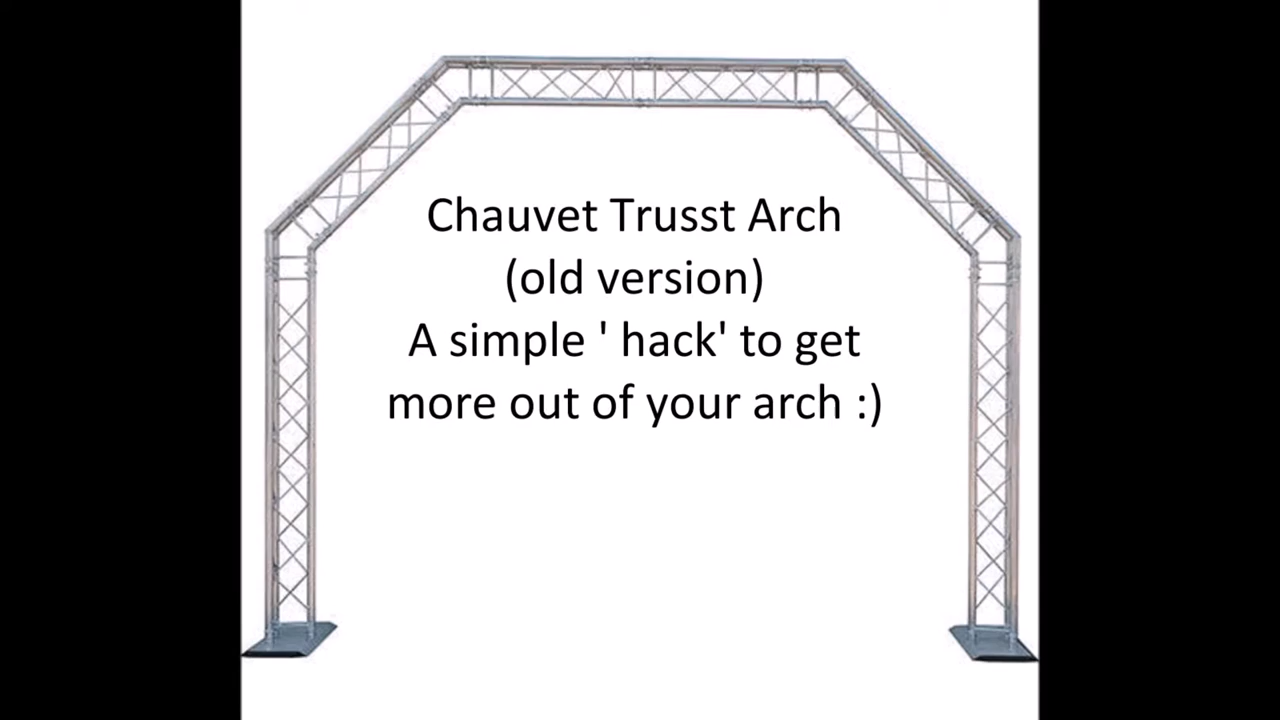 Chauvet Trusst Arch
(old version)
A simple ' hack' to get
more out of your arch :)